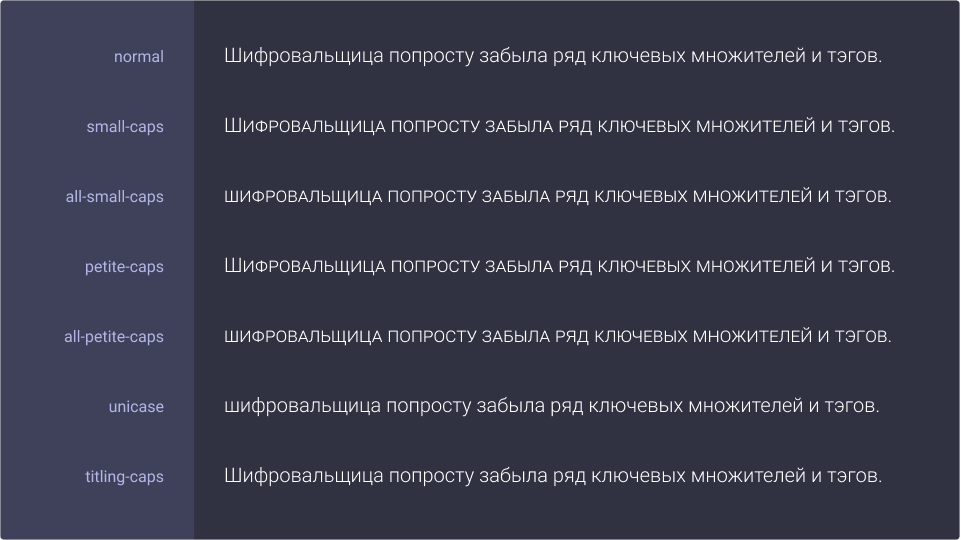 normal Шифровальщица попросту забыла ряд ключевых множителей и тэгов.
small-caps Шифровальщица попросту забыла ряд ключевых множителей и тэгов.
all-small-caps шифровальщица попросту забыла ряд ключевых множителей и тэгов.
petite-caps Шифровальщица попросту забыла ряд ключевых множителей и тэгов.
all-petite-caps шифровальщица попросту забыла ряд ключевых множителей и тэгов.
unicase шифровальщица попросту забыла ряд ключевых множителей и тэгов.
titling-caps Шифровальщица попросту забыла ряд ключевых множителей и тэгов.